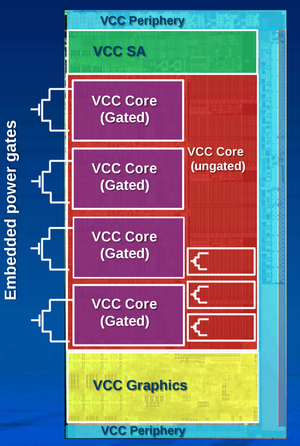 VCC Periphery
VCC SA
VCC Core
(Gated)
VCC Core
(Gated)
VCC Core
(ungated)
VCC Core
(Gated)
VCC Core
(Gated)
Embedded power gates
VCC Graphics
VCC Periphery